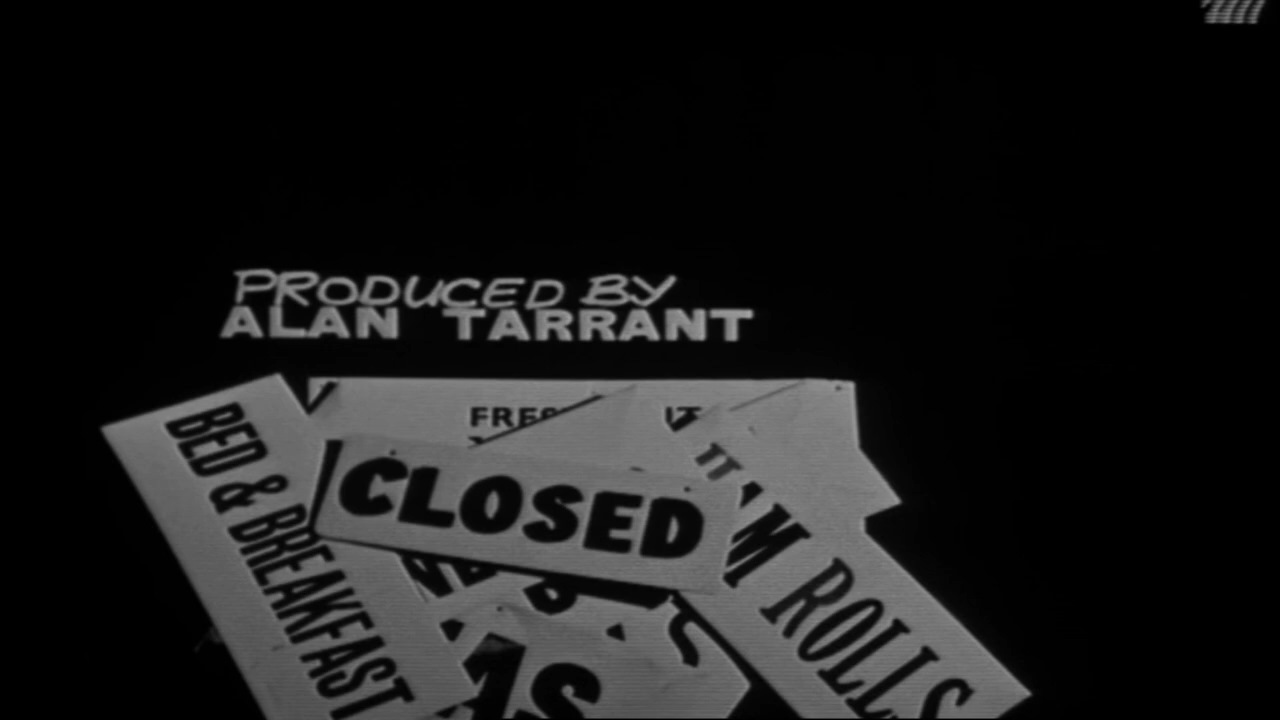 PRODUCED BY
ALAN TARRANT
BED & BREAKFAST
CLOSED
ROLLS